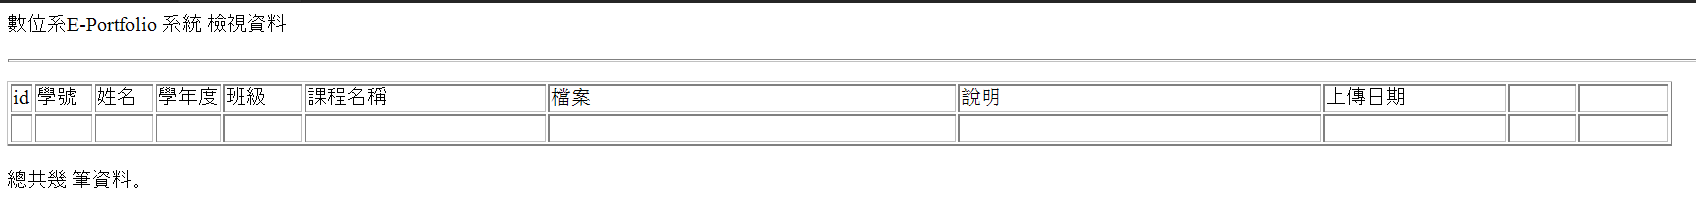 數位系E-Portfolio 系統 檢視資料
id 學號 姓名 學年度 班級 課程名稱 檔案 說明 上傳日期
總共幾 筆資料。